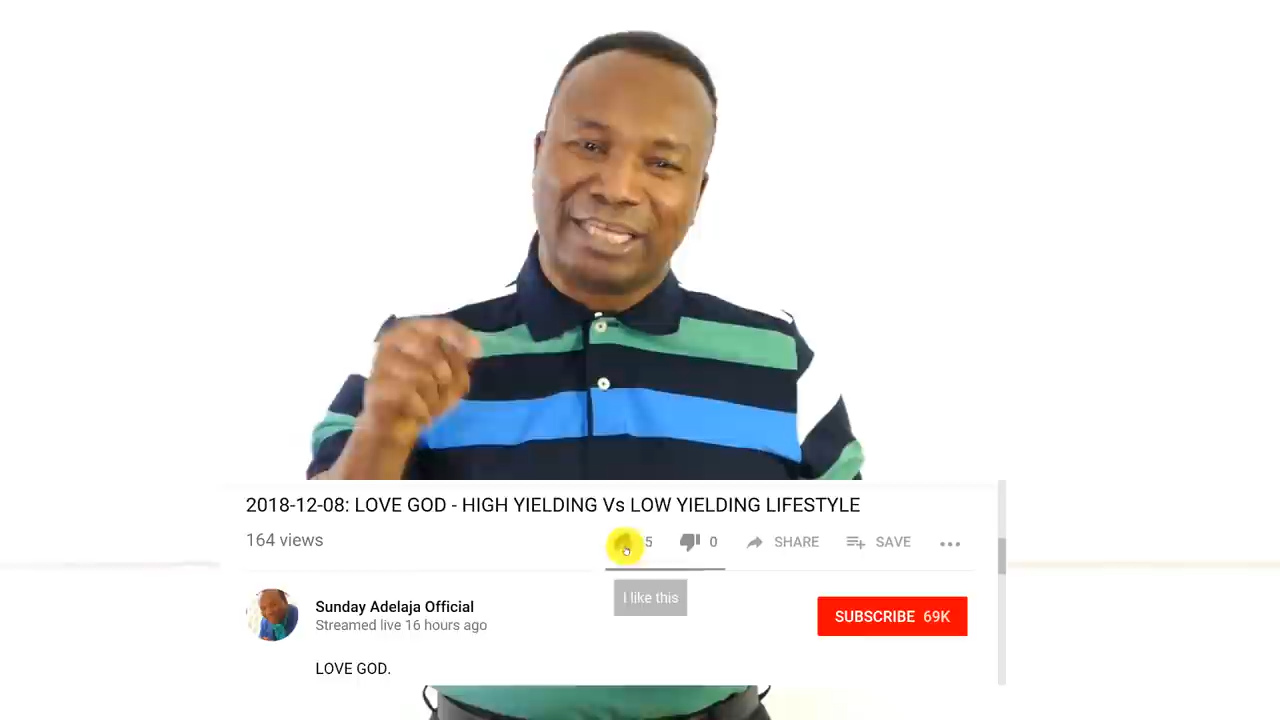 2018-12-08: LOVE GOD - HIGH YIELDING Vs LOW YIELDING LIFESTYLE
164 views
5 0 SHARE SAVE
I like this
Sunday Adelaja Official
Streamed live 16 hours ago
SUBSCRIBE 69K
LOVE GOD.